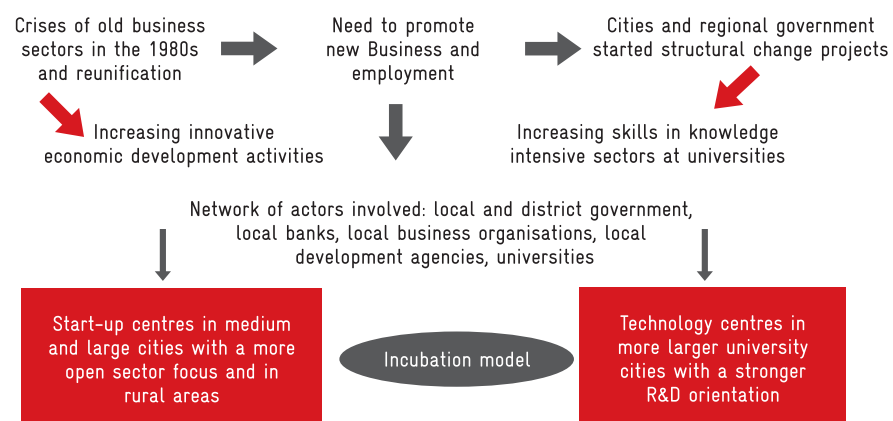 Crises of old business
sectors in the 1980s
and reunification
Need to promote
new Business and
employment
Cities and regional government
started structural change projects
Increasing innovative
economic development activities
Increasing skills in knowledge
intensive sectors at universities
Network of actors involved: local and district government,
local banks, local business organisations, local
development agencies, universities
Start-up centres in medium
and large cities with a more
open sector focus and in
rural areas
Incubation model
Technology centres in
more larger university
cities with a stronger
R&D orientation